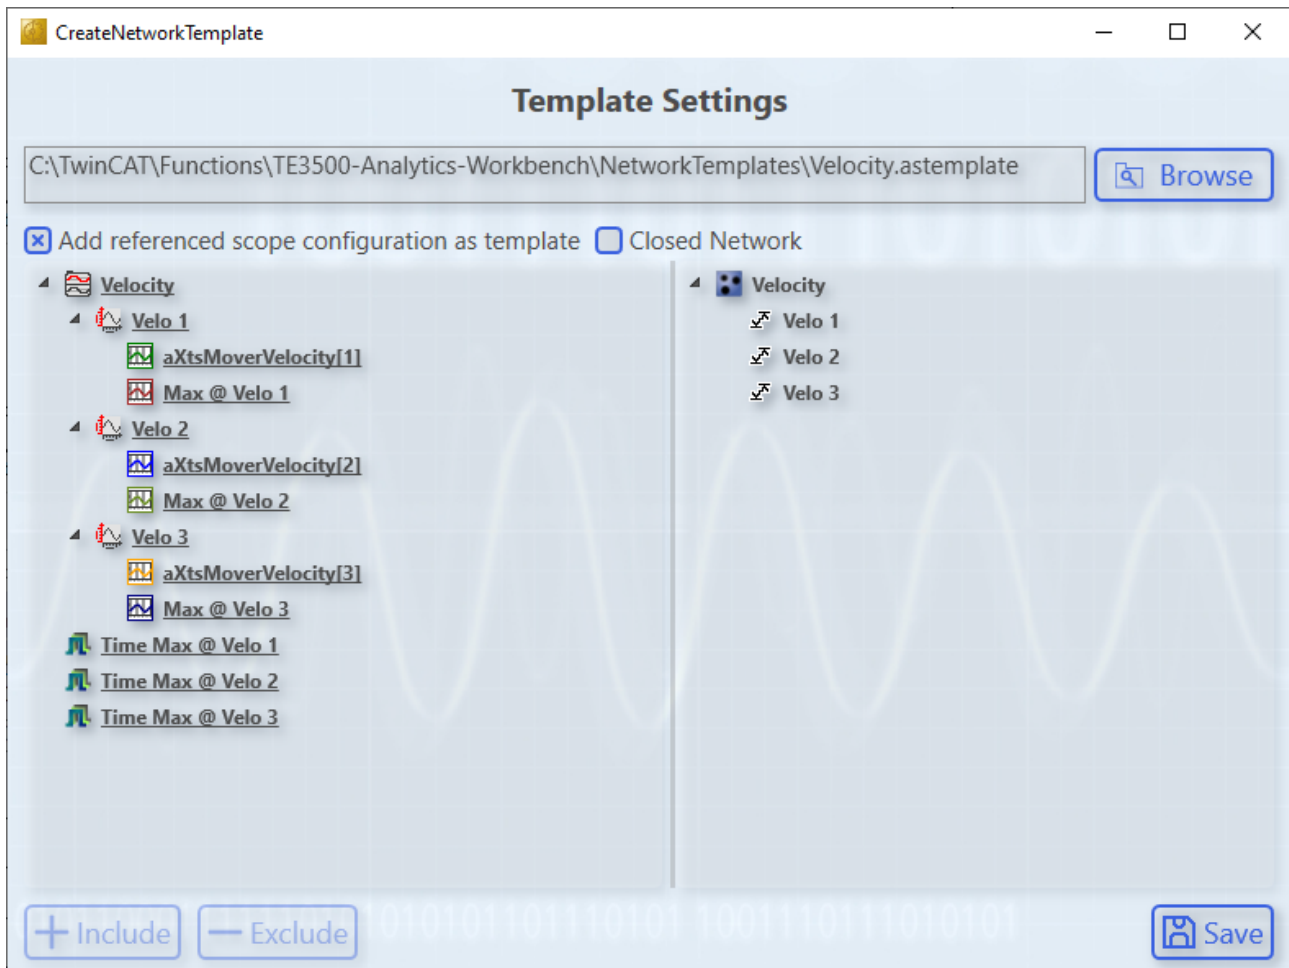 CreateNetworkTemplate
Template Settings
C:\TwinCAT\Functions\TE3500-Analytics-Workbench\NetworkTemplates\Velocity.astemplate
Browse
Add referenced scope configuration as template
Closed Network
Velocity
Velo 1
aXtsMoverVelocity[1]
Max @ Velo 1
Velo 2
aXtsMoverVelocity[2]
Max @ Velo 2
Velo 3
aXtsMoverVelocity[3]
Max @ Velo 3
Time Max @ Velo 1
Time Max @ Velo 2
Time Max @ Velo 3
Velocity
Velo 1
Velo 2
Velo 3
Include
Exclude
Save